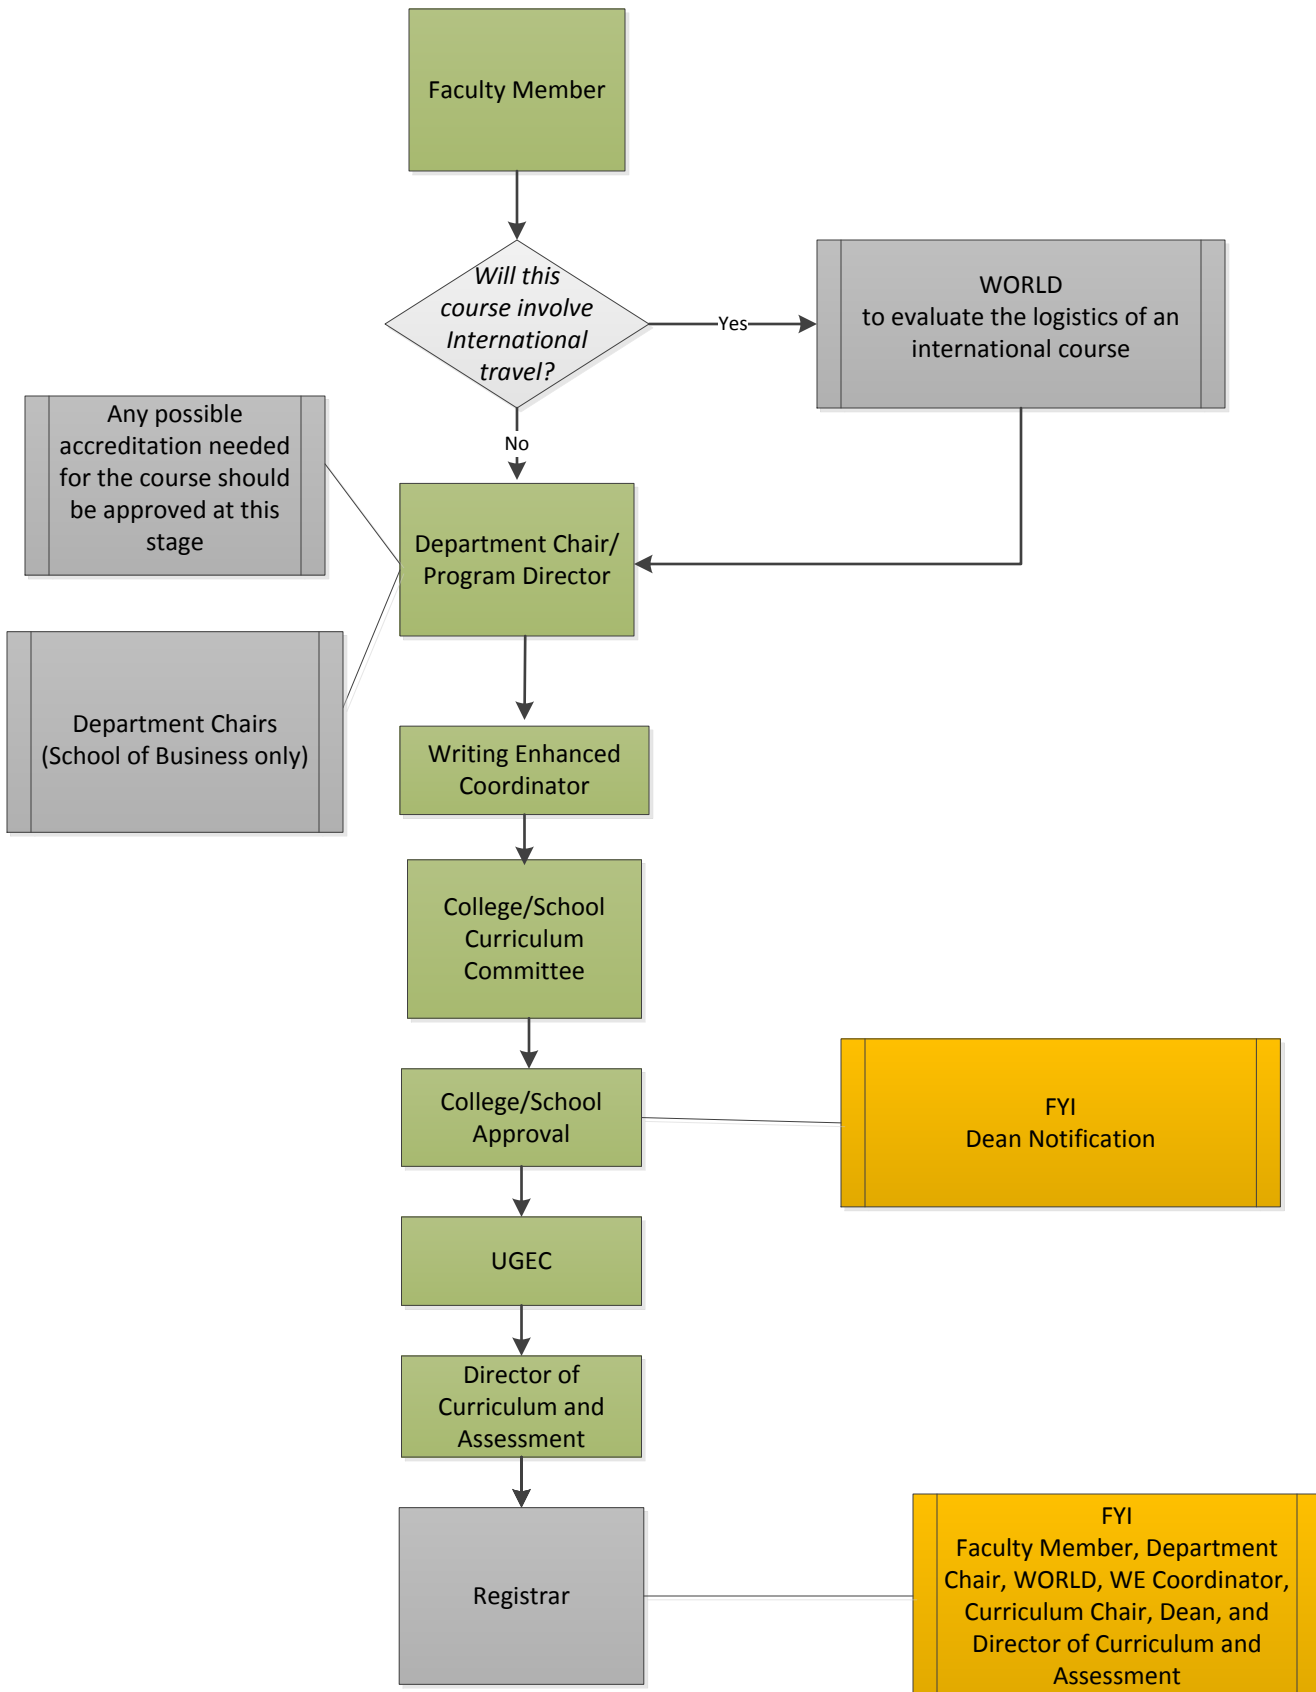 Faculty Member
Will this
course involve
International
travel?
Yes
WORLD
to evaluate the logistics of an
international course
No
Any possible
accreditation needed
for the course should
be approved at this
stage
Department Chair/
Program Director
Department Chairs
(School of Business only)
Writing Enhanced
Coordinator
College/School
Curriculum
Committee
College/School
Approval
FYI
Dean Notification
UGEC
Director of
Curriculum and
Assessment
Registrar
FYI
Faculty Member, Department
Chair, WORLD, WE Coordinator,
Curriculum Chair, Dean, and
Director of Curriculum and
Assessment